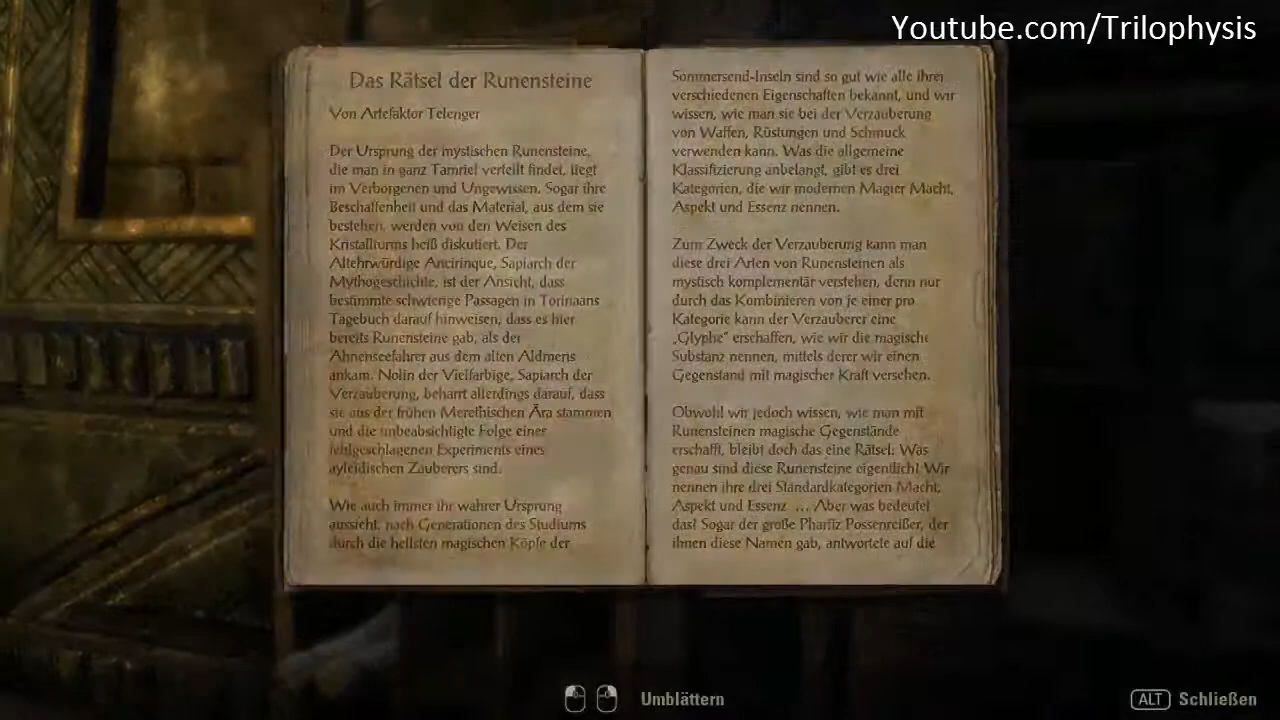 Youtube.com/Trilophysis
Das Rätsel der Runensteine
Von Artefaktor Telenger
Der Ursprung der mystischen Runensteine,
die man in ganz Tamriel verteilt findet, liegt
im Verborgenen und Ungewissen. Sogar ihre
Beschaffenheit und das Material, aus dem sie
bestehen, werden von den Weisen des
Kristallturms heiß diskutiert. Der
Altehrwürdige Ancirinque, Sapiarch der
Mythogeschichte, ist der Ansicht, dass
bestimmte schwierige Passagen in Torinaans
Tagebuch darauf hinweisen, dass es hier
bereits Runensteine gab, als der
Ahnenseefahrer aus dem alten Aldmeris
ankam. Nolin der Vielfarbige, Sapiarch der
Verzauberung, beharrt allerdings darauf, dass
sie aus der frühen Merethischen Ära stammen
und die unbeabsichtigte Folge einer
fehlgeschlagenen Experiments eines
ayleidischen Zauberers sind.
Wie auch immer ihr wahrer Ursprung
aussieht, nach Generationen des Studiums
durch die hellsten magischen Köpfe der
Sommersend-Inseln sind so gut wie alle ihrer
verschiedenen Eigenschaften bekannt, und wir
wissen, wie man sie bei der Verzauberung
von Waffen, Rüstungen und Schmuck
verwenden kann. Was die allgemeine
Klassifizierung anbelangt, gibt es drei
Kategorien, die wir modernen Magier Macht,
Aspekt und Essenz nennen.
Zum Zweck der Verzauberung kann man
diese drei Arten von Runensteinen als
mystisch komplementär verstehen, denn nur
durch das Kombinieren von je einer pro
Kategorie kann der Verzauberer eine
„Glyphe“ erschaffen, wie wir die magische
Substanz nennen, mittels derer wir einen
Gegenstand mit magischer Kraft versehen.
Obwohl wir jedoch wissen, wie man mit
Runensteinen magische Gegenstände
erschafft, bleibt doch das eine Rätsel: Was
genau sind diese Runensteine eigentlich? Wir
nennen ihre drei Standardkategorien Macht,
Aspekt und Essenz … Aber was bedeutet
das? Sogar der große Pharitz Possenreißer, der
ihnen diese Namen gab, antwortete auf die
Umblättern
ALT Schließen